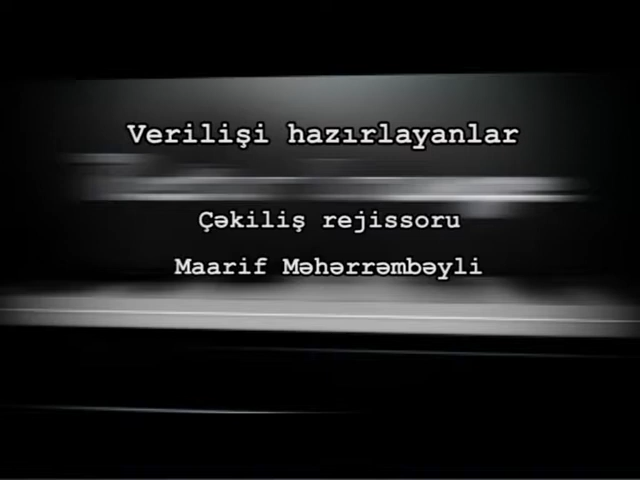 Verilişi hazırlayanlar
Çəkiliş rejissoru
Maarif Məhərrəmbəyli